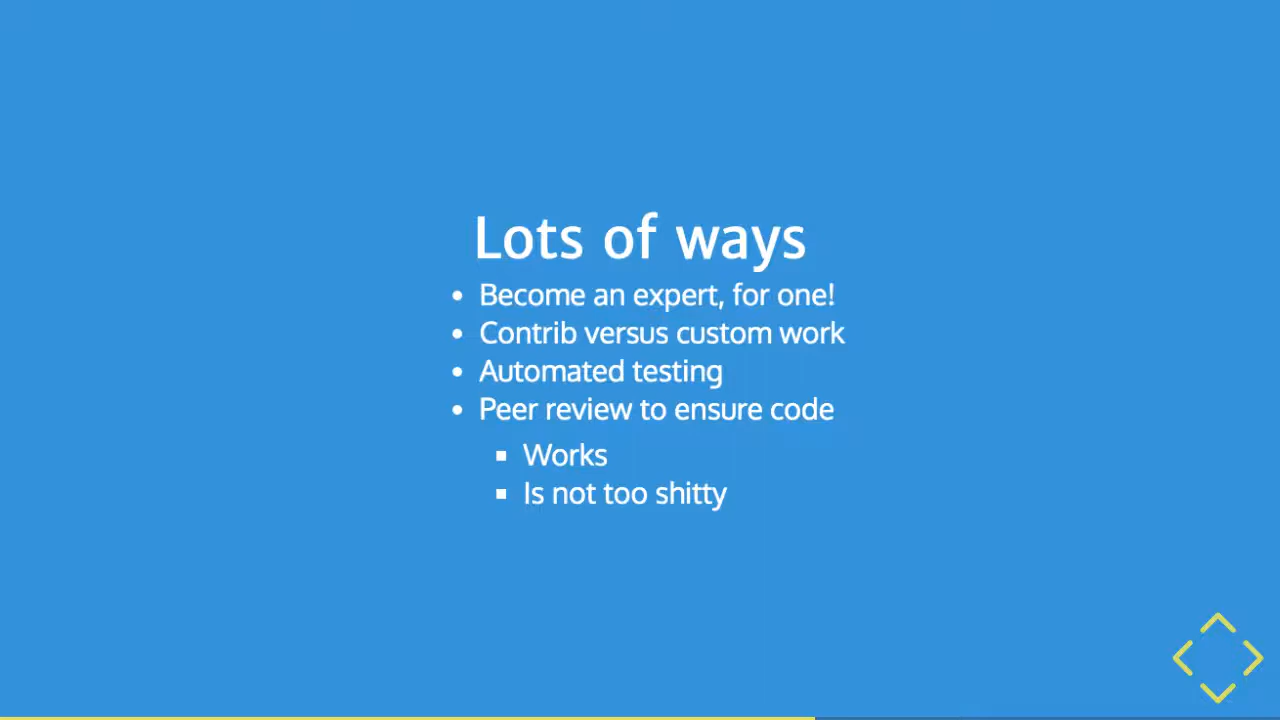 Lots of ways
Become an expert, for one!
Contrib versus custom work
Automated testing
Peer review to ensure code
Works
Is not too shitty